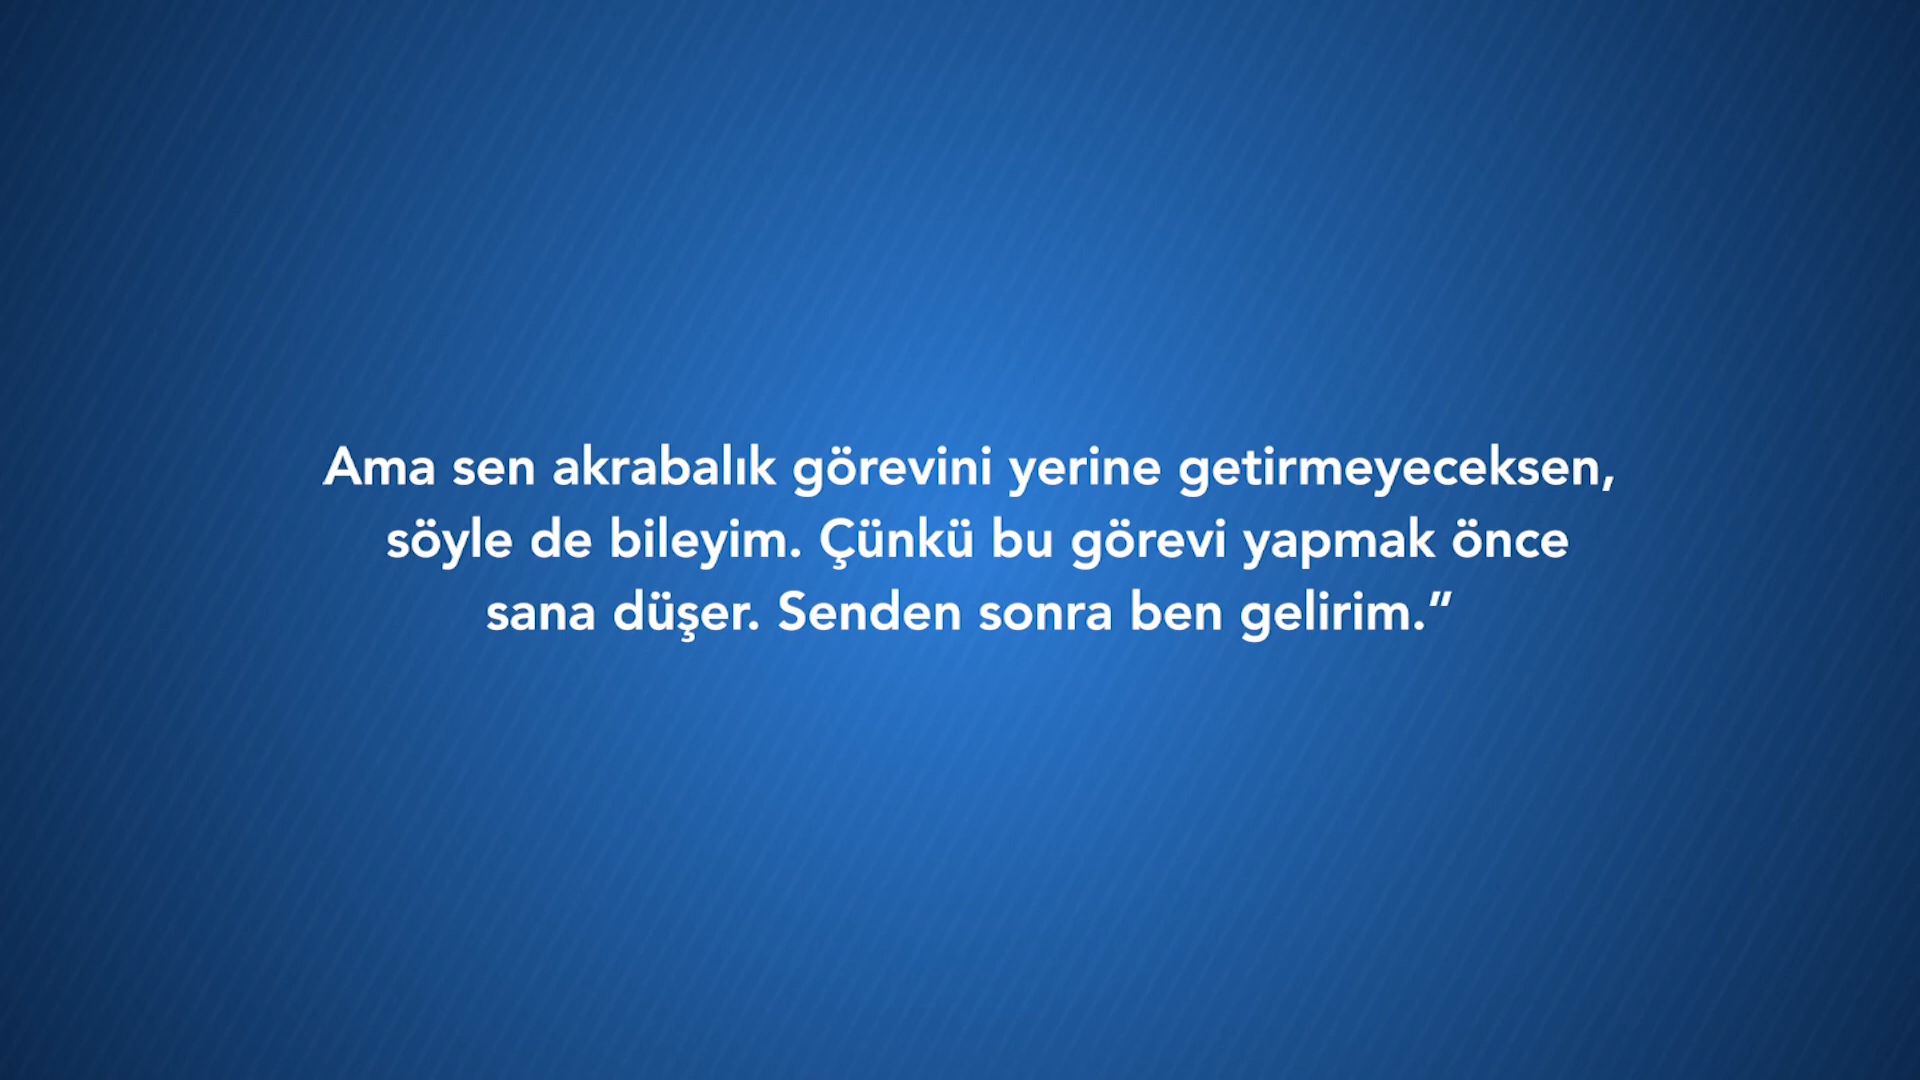 Ama sen akrabalık görevini yerine getirmeyeceksen,
söyle de bileyim. Çünkü bu görevi yapmak önce
sana düşer. Senden sonra ben gelirim.”